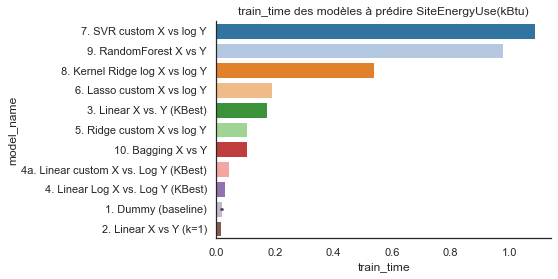 train_time des modèles à prédire SiteEnergyUse(kBtu)
7. SVR custom X vs log Y
9. RandomForest X vs Y
8. Kernel Ridge log X vs log Y
6. Lasso custom X vs log Y
3. Linear X vs. Y (KBest)
5. Ridge custom X vs log Y
10. Bagging X vs Y
4a. Linear custom X vs. Log Y (KBest)
4. Linear Log X vs. Log Y (KBest)
1. Dummy (baseline)
2. Linear X vs Y (k=1)
model_name
0.0 0.2 0.4 0.6 0.8 1.0
train_time